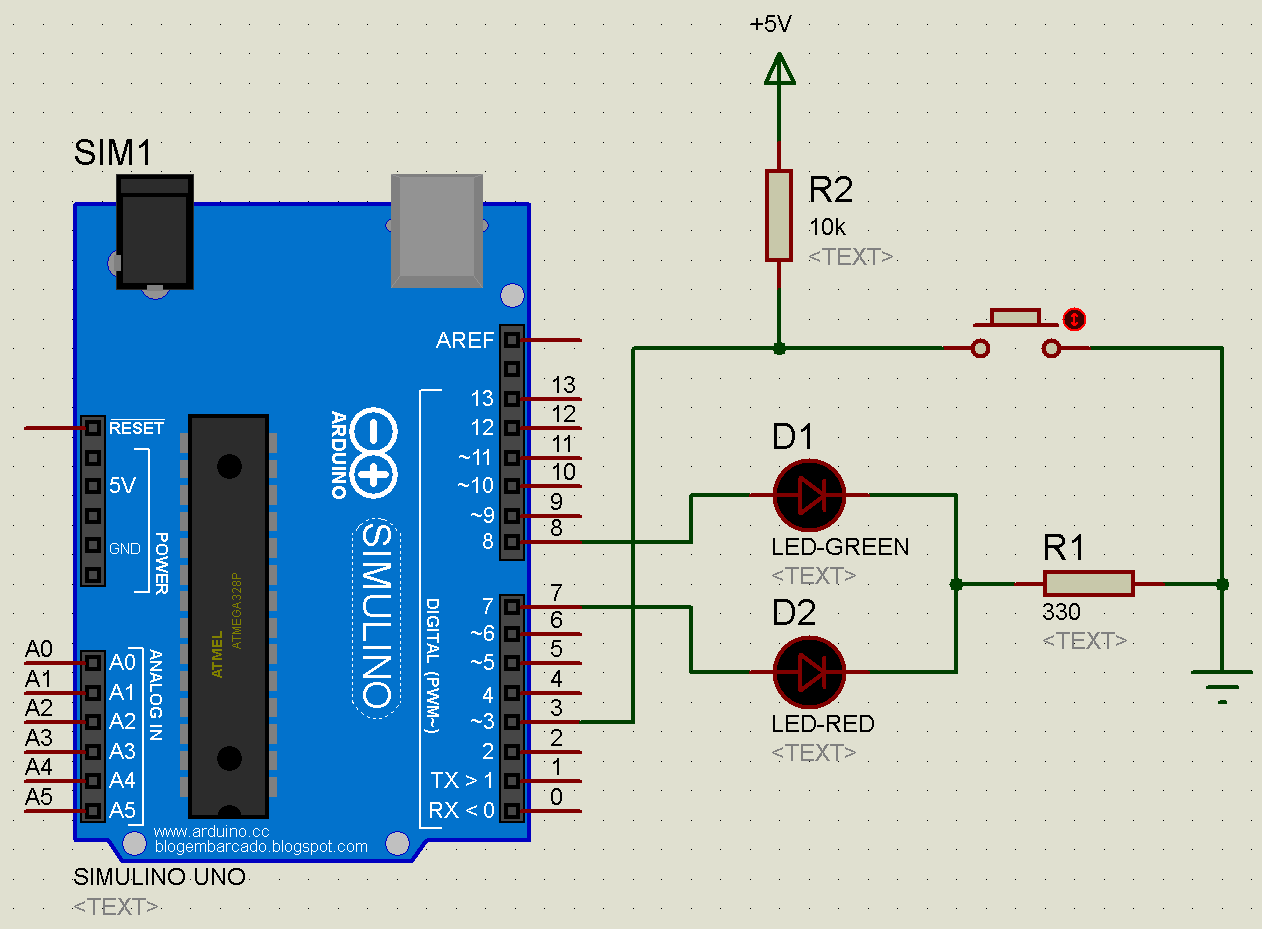 +5V
SIM1
R2
10k
<TEXT>
AREF
13 13
12 12
~11 11
~10 10
~9 9
8 8
RESET
5V
GND
POWER
ARDUINO
SIMULINO
ATMEL
ATMEGA328P
DIGITAL (PWM~)
7 7
~6 6
~5 5
4 4
~3 3
2 2
TX > 1 1
RX < 0 0
A0 A0
A1 A1
A2 A2
A3 A3
A4 A4
A5 A5
ANALOG IN
www.arduino.cc
blogembarcado.blogspot.com
SIMULINO UNO
<TEXT>
D1
LED-GREEN
<TEXT>
D2
LED-RED
<TEXT>
R1
330
<TEXT>